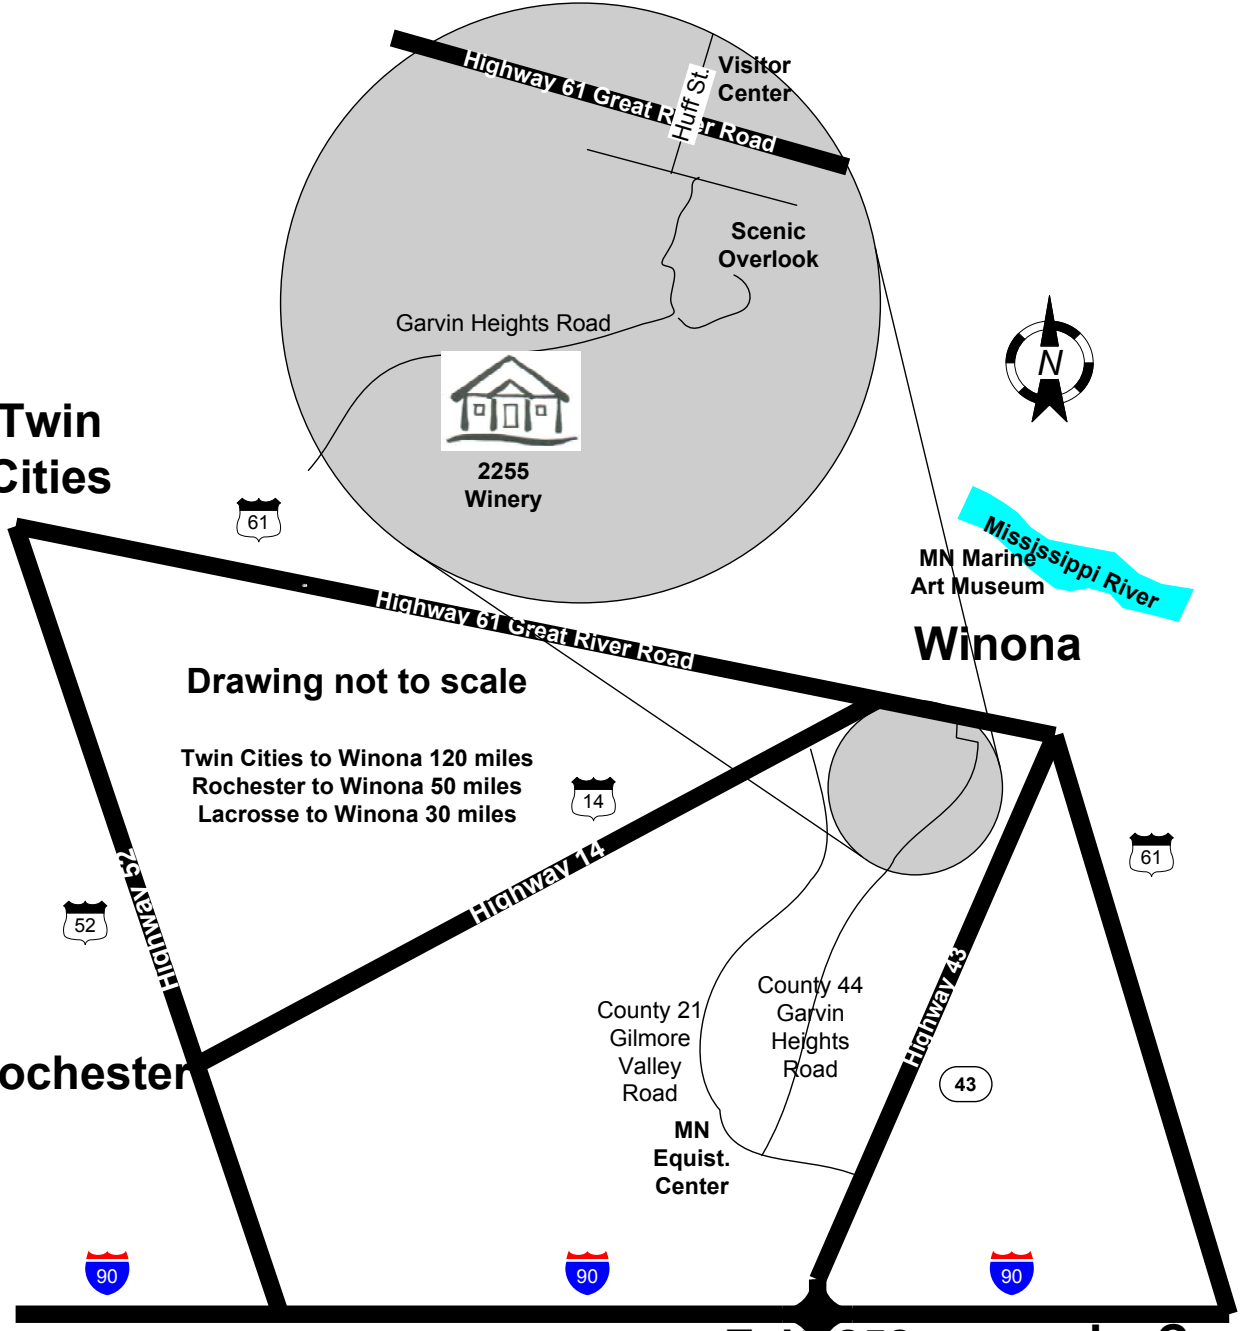 Visitor
Center
Highway 61 Great River Road
Huff St.
Scenic
Overlook
Garvin Heights Road
N
2255
Winery
Twin
Cities
61
Mississippi River
MN Marine
Art Museum
Winona
Highway 61 Great River Road
Drawing not to scale
Twin Cities to Winona 120 miles
Rochester to Winona 50 miles
Lacrosse to Winona 30 miles
14
Highway 14
61
Highway 52
52
Highway 43
County 21
Gilmore
Valley
Road
County 44
Garvin
Heights
Road
ochester
43
MN
Equist.
Center
90
90
90